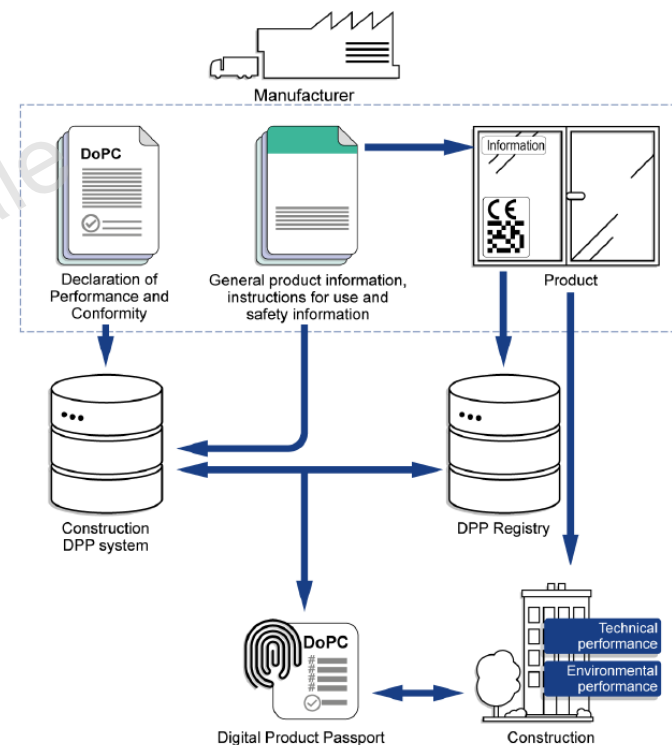 Manufacturer
DoPC
Information
CE
Declaration of
Performance and
Conformity
General product information,
instructions for use and
safety information
Product
Construction
DPP system
DPP Registry
DoPC
#
#
#
#
Technical
performance
Environmental
performance
Digital Product Passport
Construction